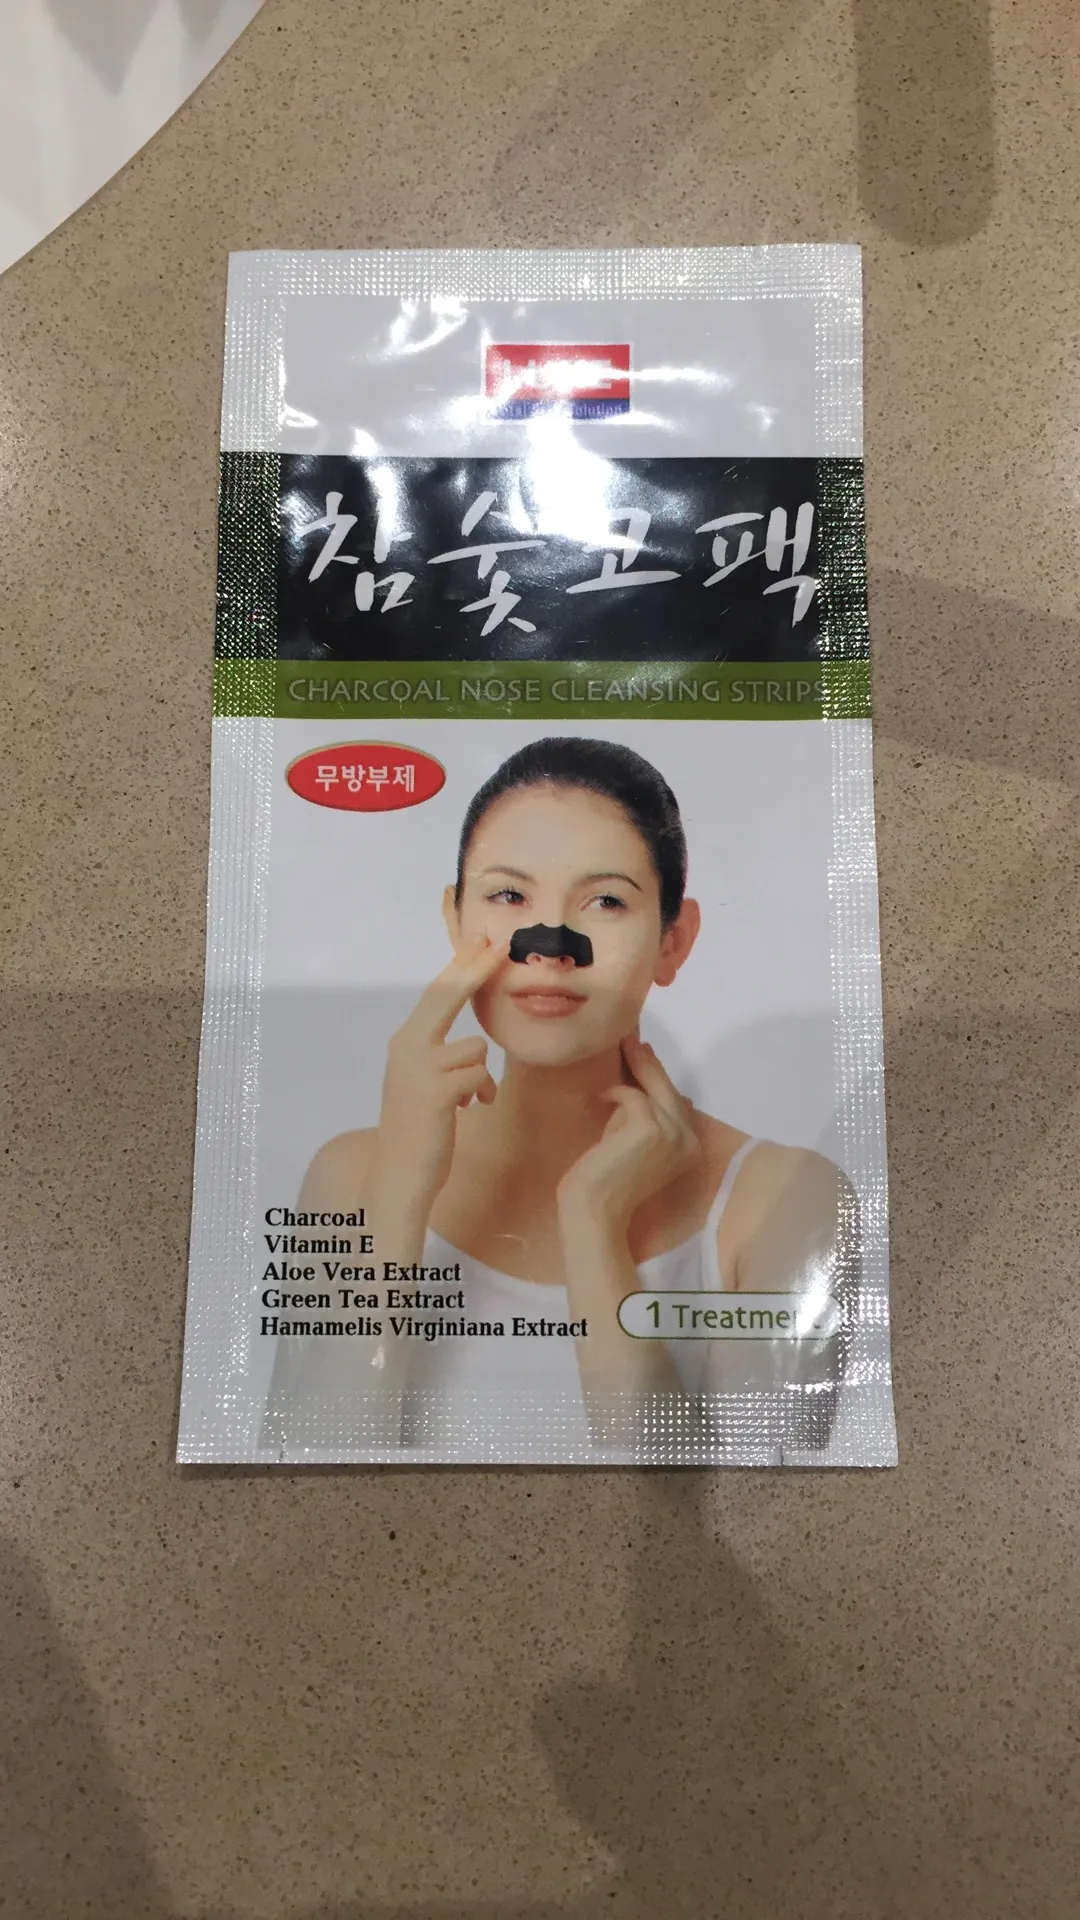 참숯코팩
CHARCOAL NOSE CLEANSING STRIPS
무방부제
Charcoal
Vitamin E
Aloe Vera Extract
Green Tea Extract
Hamamelis Virginiana Extract
1 Treatment